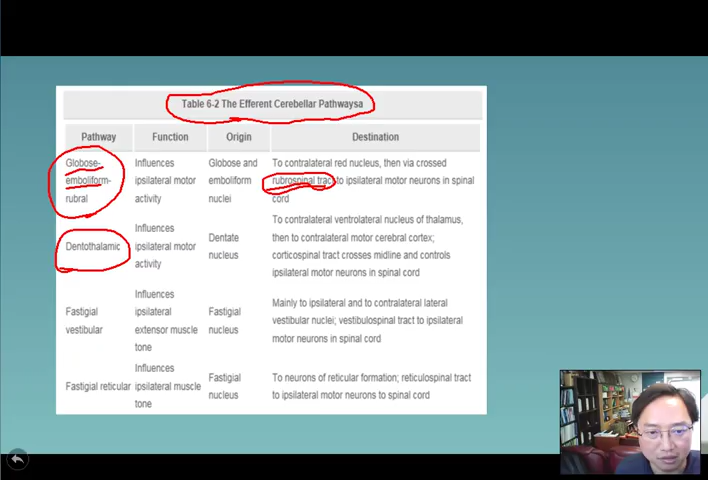 Table 6-2 The Efferent Cerebellar Pathwaysa
Pathway Function Origin Destination
Globose-
emboliform-
rubral
Influences
ipsilateral motor
activity
Globose and
emboliform
nuclei
To contralateral red nucleus, then via crossed
rubrospinal tract to ipsilateral motor neurons in spinal
cord
Dentothalamic
Influences
ipsilateral motor
activity
Dentate
nucleus
To contralateral ventrolateral nucleus of thalamus,
then to contralateral motor cerebral cortex;
corticospinal tract crosses midline and controls
ipsilateral motor neurons in spinal cord
Fastigial
vestibular
Influences
ipsilateral
extensor muscle
tone
Fastigial
nucleus
Mainly to ipsilateral and to contralateral lateral
vestibular nuclei; vestibulospinal tract to ipsilateral
motor neurons in spinal cord
Fastigial reticular
Influences
ipsilateral muscle
tone
Fastigial
nucleus
To neurons of reticular formation; reticulospinal tract
to ipsilateral motor neurons to spinal cord